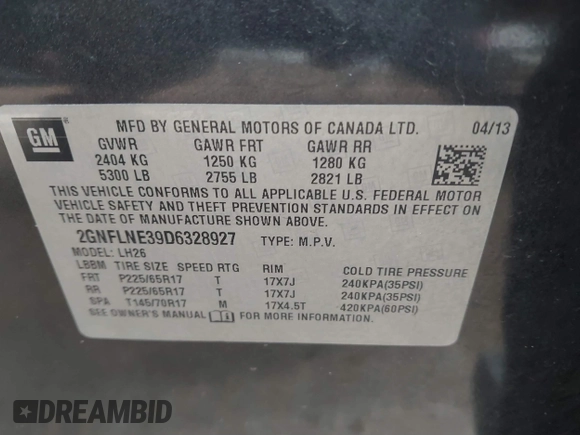 GM
MFD BY GENERAL MOTORS OF CANADA LTD. 04/13
GVWR GAWR FRT GAWR RR
2404 KG 1250 KG 1280 KG
5300 LB 2755 LB 2821 LB
THIS VEHICLE CONFORMS TO ALL APPLICABLE U.S. FEDERAL MOTOR
VEHICLE SAFETY AND THEFT PREVENTION STANDARDS IN EFFECT ON
THE DATE OF MANUFACTURE SHOWN ABOVE.
2GNFLNE39D6328927 TYPE: M.P.V.
MODEL: LH26
LBBM TIRE SIZE SPEED RTG RIM COLD TIRE PRESSURE
FRT P225/65R17 T 17X7J 240KPA(35PSI)
RR P225/65R17 T 17X7J 240KPA(35PSI)
SPA T145/70R17 M 17X4.5T 420KPA(60PSI)
SEE OWNER'S MANUAL FOR MORE INFORMATION.
DREAMBID